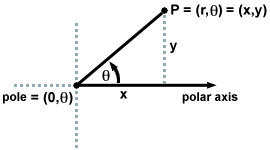 P = (r,θ) = (x,y)
y
θ
pole = (0,θ)
x
polar axis